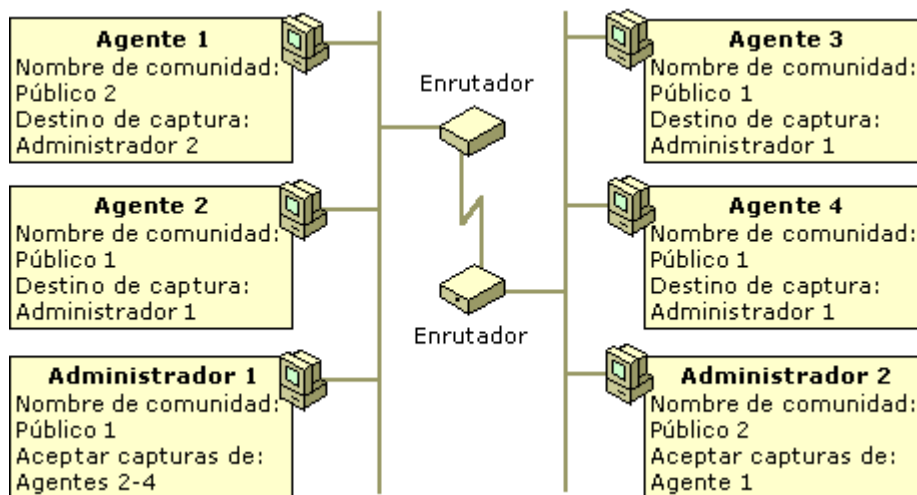 Agente 1
Nombre de comunidad:
Público 2
Destino de captura:
Administrador 2
Agente 2
Nombre de comunidad:
Público 1
Destino de captura:
Administrador 1
Administrador 1
Nombre de comunidad:
Público 1
Aceptar capturas de:
Agentes 2-4
Enrutador
Enrutador
Agente 3
Nombre de comunidad:
Público 1
Destino de captura:
Administrador 1
Agente 4
Nombre de comunidad:
Público 1
Destino de captura:
Administrador 1
Administrador 2
Nombre de comunidad:
Público 2
Aceptar capturas de:
Agente 1